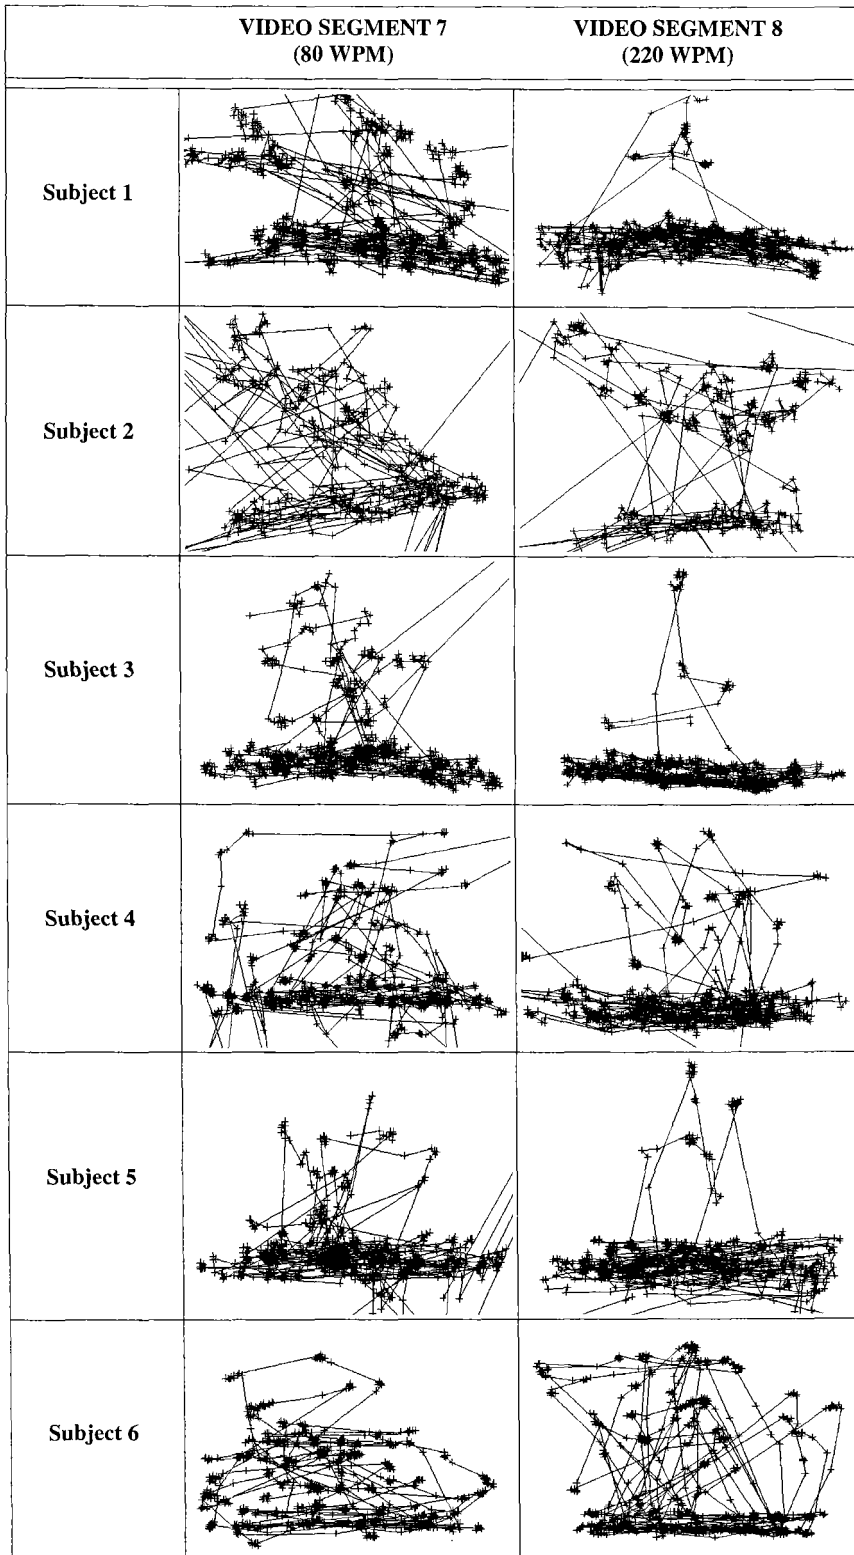 VIDEO SEGMENT 7
(80 WPM)
VIDEO SEGMENT 8
(220 WPM)
Subject 1
Subject 2
Subject 3
Subject 4
Subject 5
Subject 6